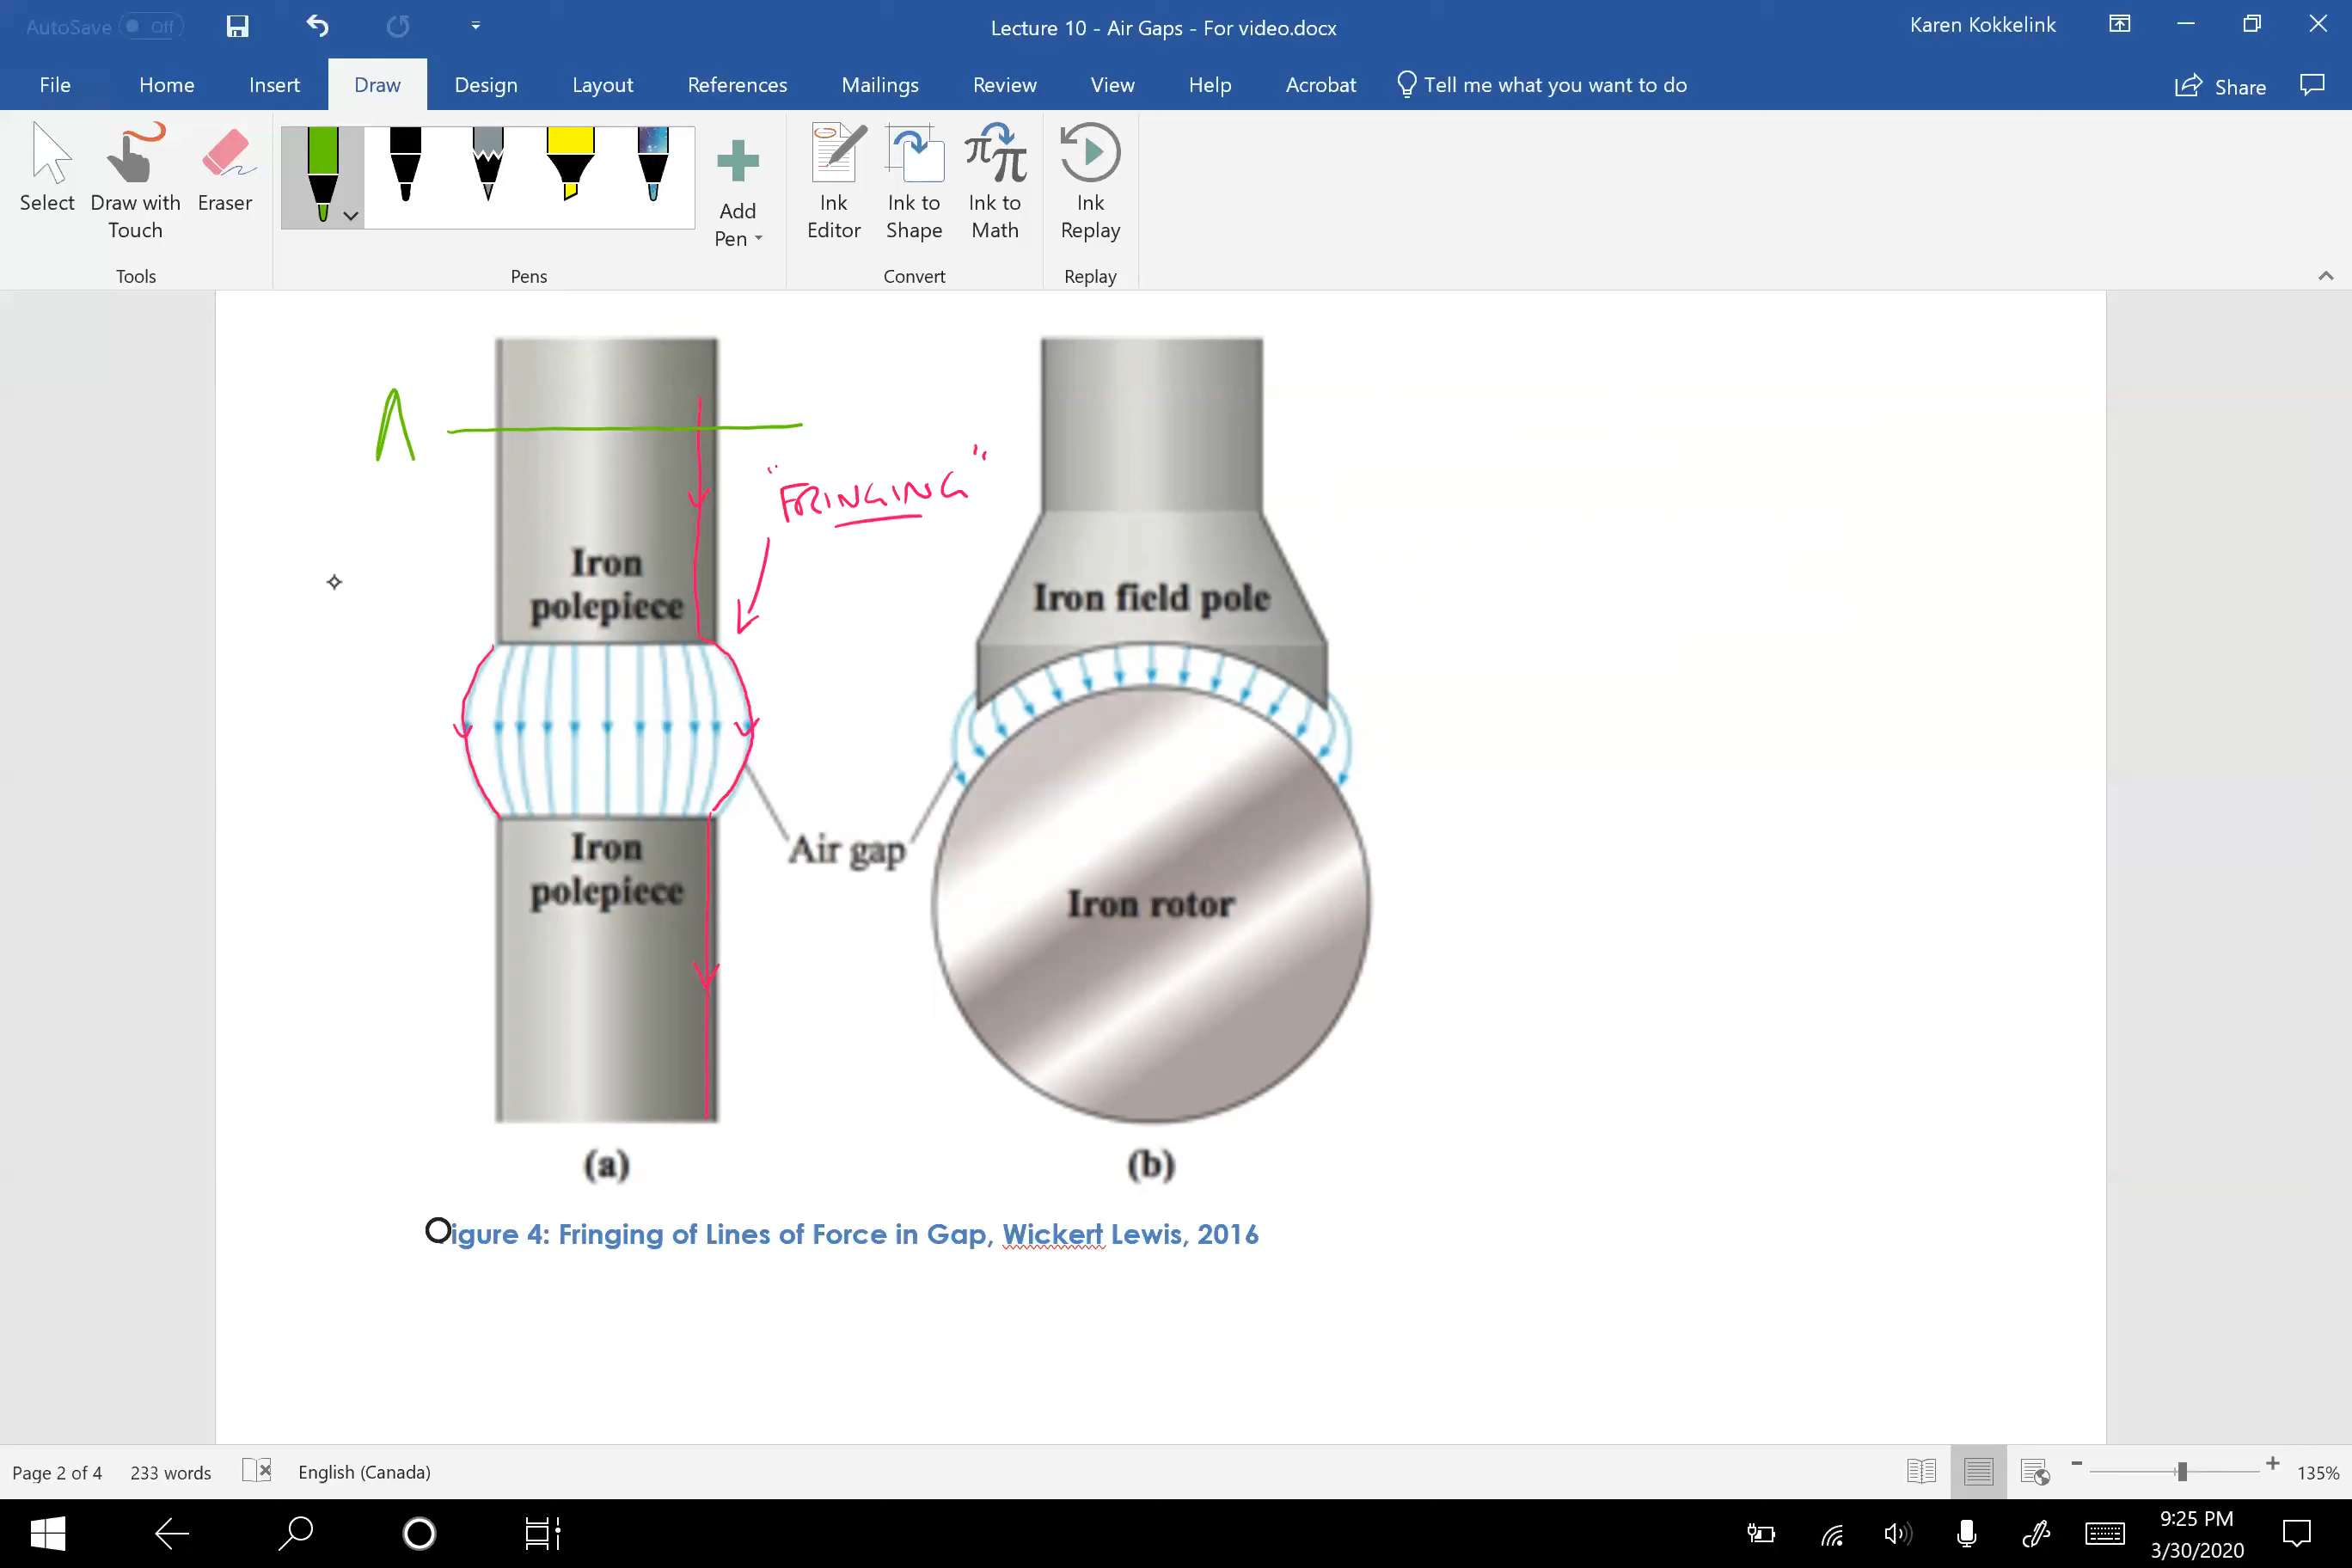 AutoSave Off
Lecture 10 - Air Gaps - For video.docx
Karen Kokkelink
File Home Insert Draw Design Layout References Mailings Review View Help Acrobat Tell me what you want to do Share
Select
Draw with Touch
Eraser
Tools
Pens
Add Pen
Ink Editor
Ink to Shape
Ink to Math
Convert
Ink Replay
Replay
"FRINGING"
Iron
polepiece
Iron field pole
Air gap
Iron
polepiece
Iron rotor
(a)
(b)
igure 4: Fringing of Lines of Force in Gap, Wickert Lewis, 2016
Page 2 of 4 233 words English (Canada)
135%
9:25 PM
3/30/2020